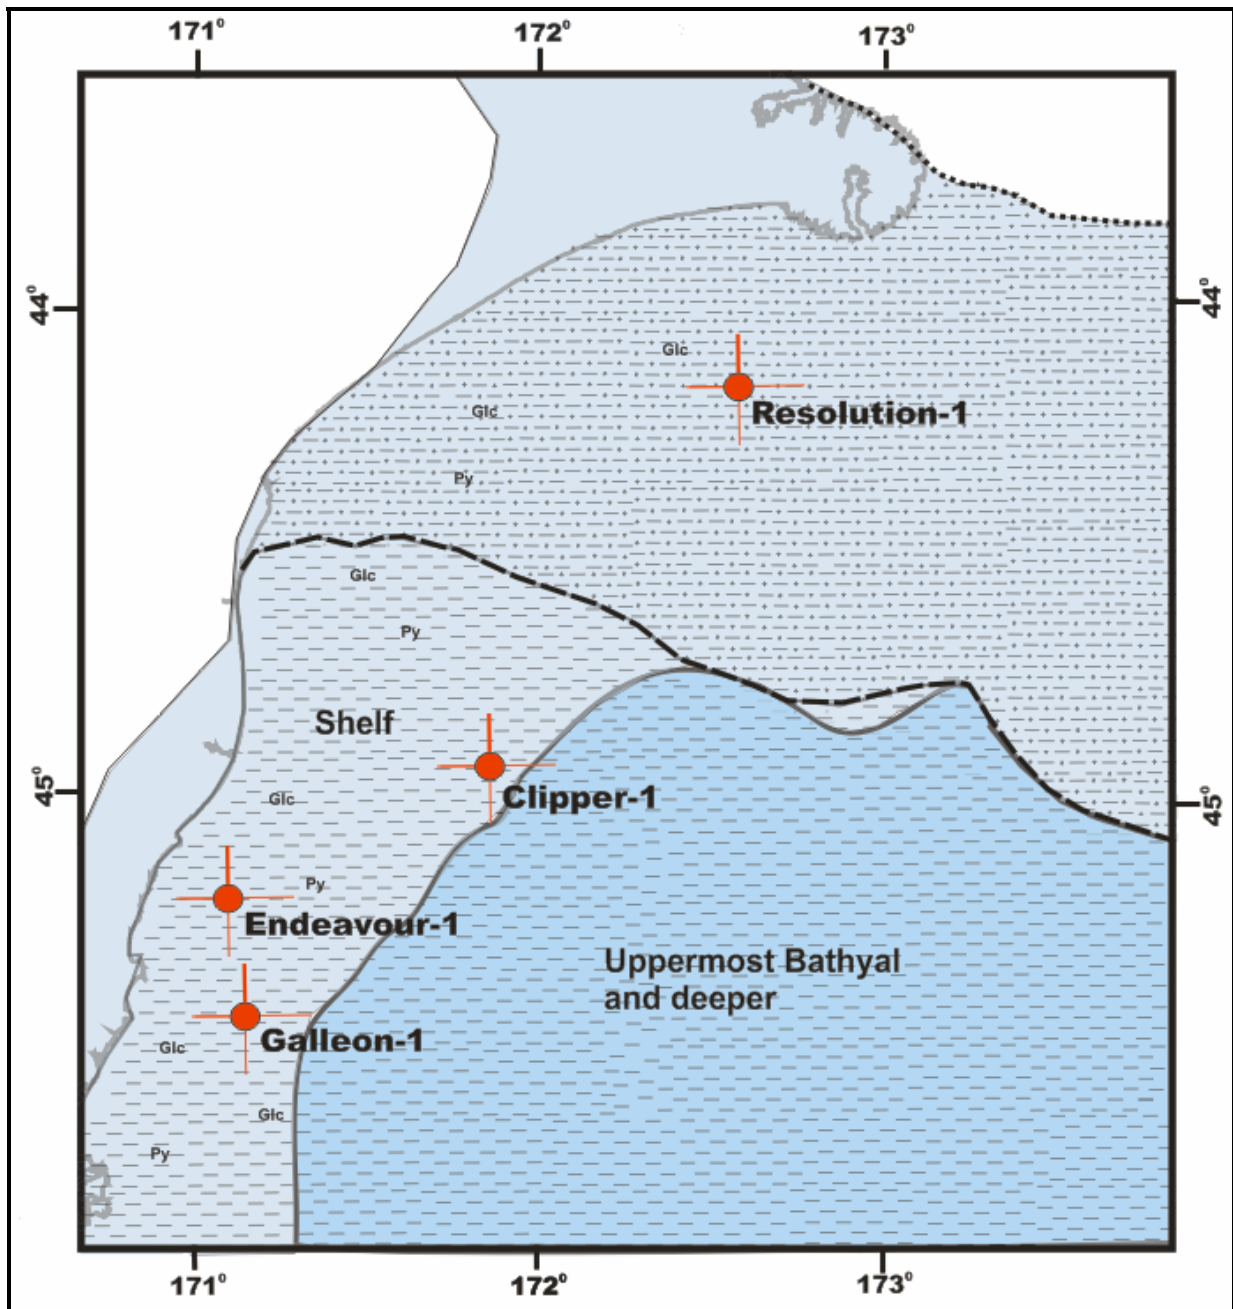 171°
172°
173°
44°
44°
Glc
Resolution-1
Glc
Py
Glc
Py
Shelf
45°
45°
Clipper-1
Glc
Py
Endeavour-1
Uppermost Bathyal
and deeper
Galleon-1
Glc
Glc
Py
171°
172°
173°